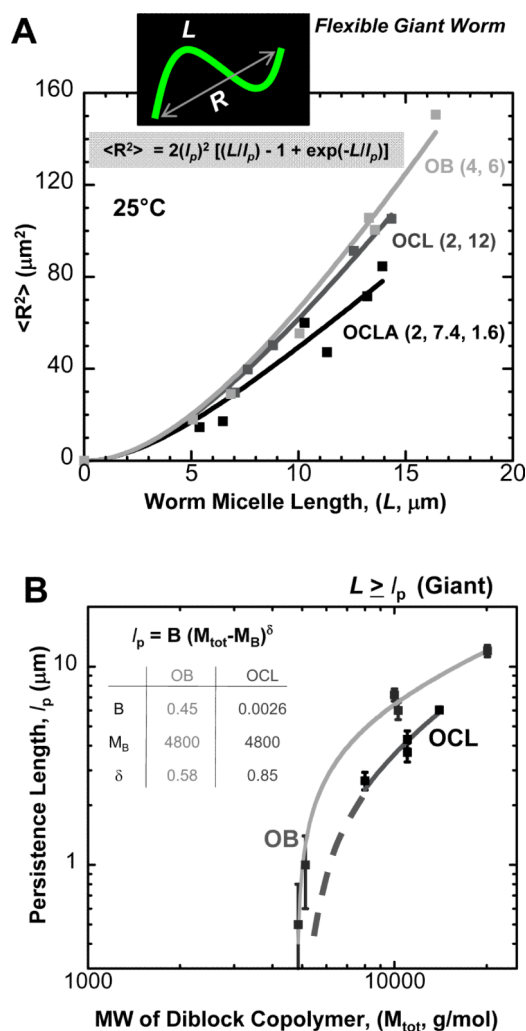 A
Flexible Giant Worm
L
R
<R²> = 2(lp)² [(L/lp) - 1 + exp(-L/lp)]
25°C
OB (4, 6)
OCL (2, 12)
OCLA (2, 7.4, 1.6)
<R²> (μm²)
160
120
80
40
0
0 5 10 15 20
Worm Micelle Length, (L, μm)
B
L ≥ lp (Giant)
lp = B (Mtot-MB)δ
OB OCL
B 0.45 0.0026
MB 4800 4800
δ 0.58 0.85
Persistence Length, lp (μm)
10
1
OCL
OB
1000 10000
MW of Diblock Copolymer, (Mtot, g/mol)